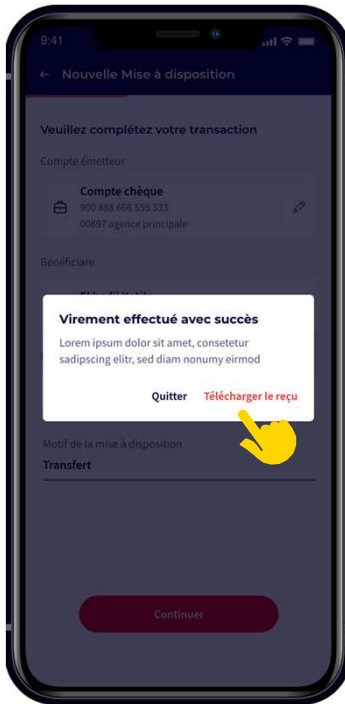 9:41
← Nouvelle Mise à disposition
Veuillez complétez votre transaction
Compte émetteur
Compte chèque
900 888 666 555 333
00897 agence principale
Bénéficiare
Virement effectué avec succès
Lorem ipsum dolor sit amet, consetetur
sadipscing elitr, sed diam nonumy eirmod
Quitter Télécharger le reçu
Motif de la mise à disposition
Transfert
Continuer